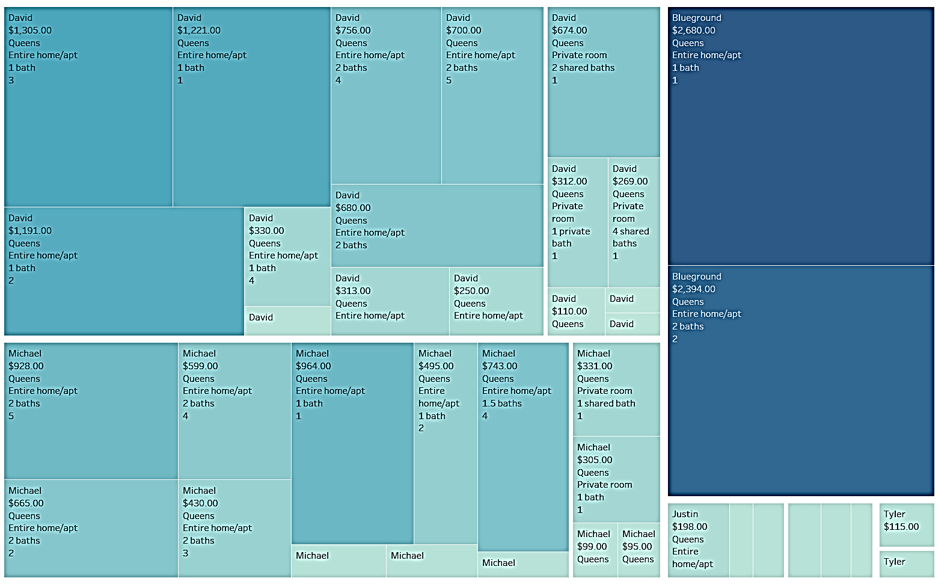 David
$1,305.00
Queens
Entire home/apt
1 bath
3
David
$1,221.00
Queens
Entire home/apt
1 bath
1
David
$756.00
Queens
Entire home/apt
2 baths
4
David
$700.00
Queens
Entire home/apt
2 baths
5
David
$674.00
Queens
Private room
2 shared baths
1
Blueground
$2,680.00
Queens
Entire home/apt
1 bath
1
David
$312.00
Queens
Private
room
1 private
bath
1
David
$269.00
Queens
Private
room
4 shared
baths
1
David
$680.00
Queens
Entire home/apt
2 baths
David
$1,191.00
Queens
Entire home/apt
1 bath
2
David
$330.00
Queens
Entire home/apt
1 bath
4
David
David
$313.00
Queens
Entire home/apt
David
$250.00
Queens
Entire home/apt
David
$110.00
Queens
David
David
Blueground
$2,394.00
Queens
Entire home/apt
2 baths
2
Michael
$928.00
Queens
Entire home/apt
2 baths
5
Michael
$599.00
Queens
Entire home/apt
2 baths
4
Michael
$964.00
Queens
Entire home/apt
1 bath
1
Michael
$495.00
Queens
Entire
home/apt
1 bath
2
Michael
$743.00
Queens
Entire home/apt
1.5 baths
4
Michael
$331.00
Queens
Private room
1 shared bath
1
Michael
$305.00
Queens
Private room
1 bath
1
Michael
$665.00
Queens
Entire home/apt
2 baths
2
Michael
$430.00
Queens
Entire home/apt
2 baths
3
Michael
Michael
Michael
Michael
$99.00
Queens
Michael
$95.00
Queens
Justin
$198.00
Queens
Entire
home/apt
Tyler
$115.00
Tyler